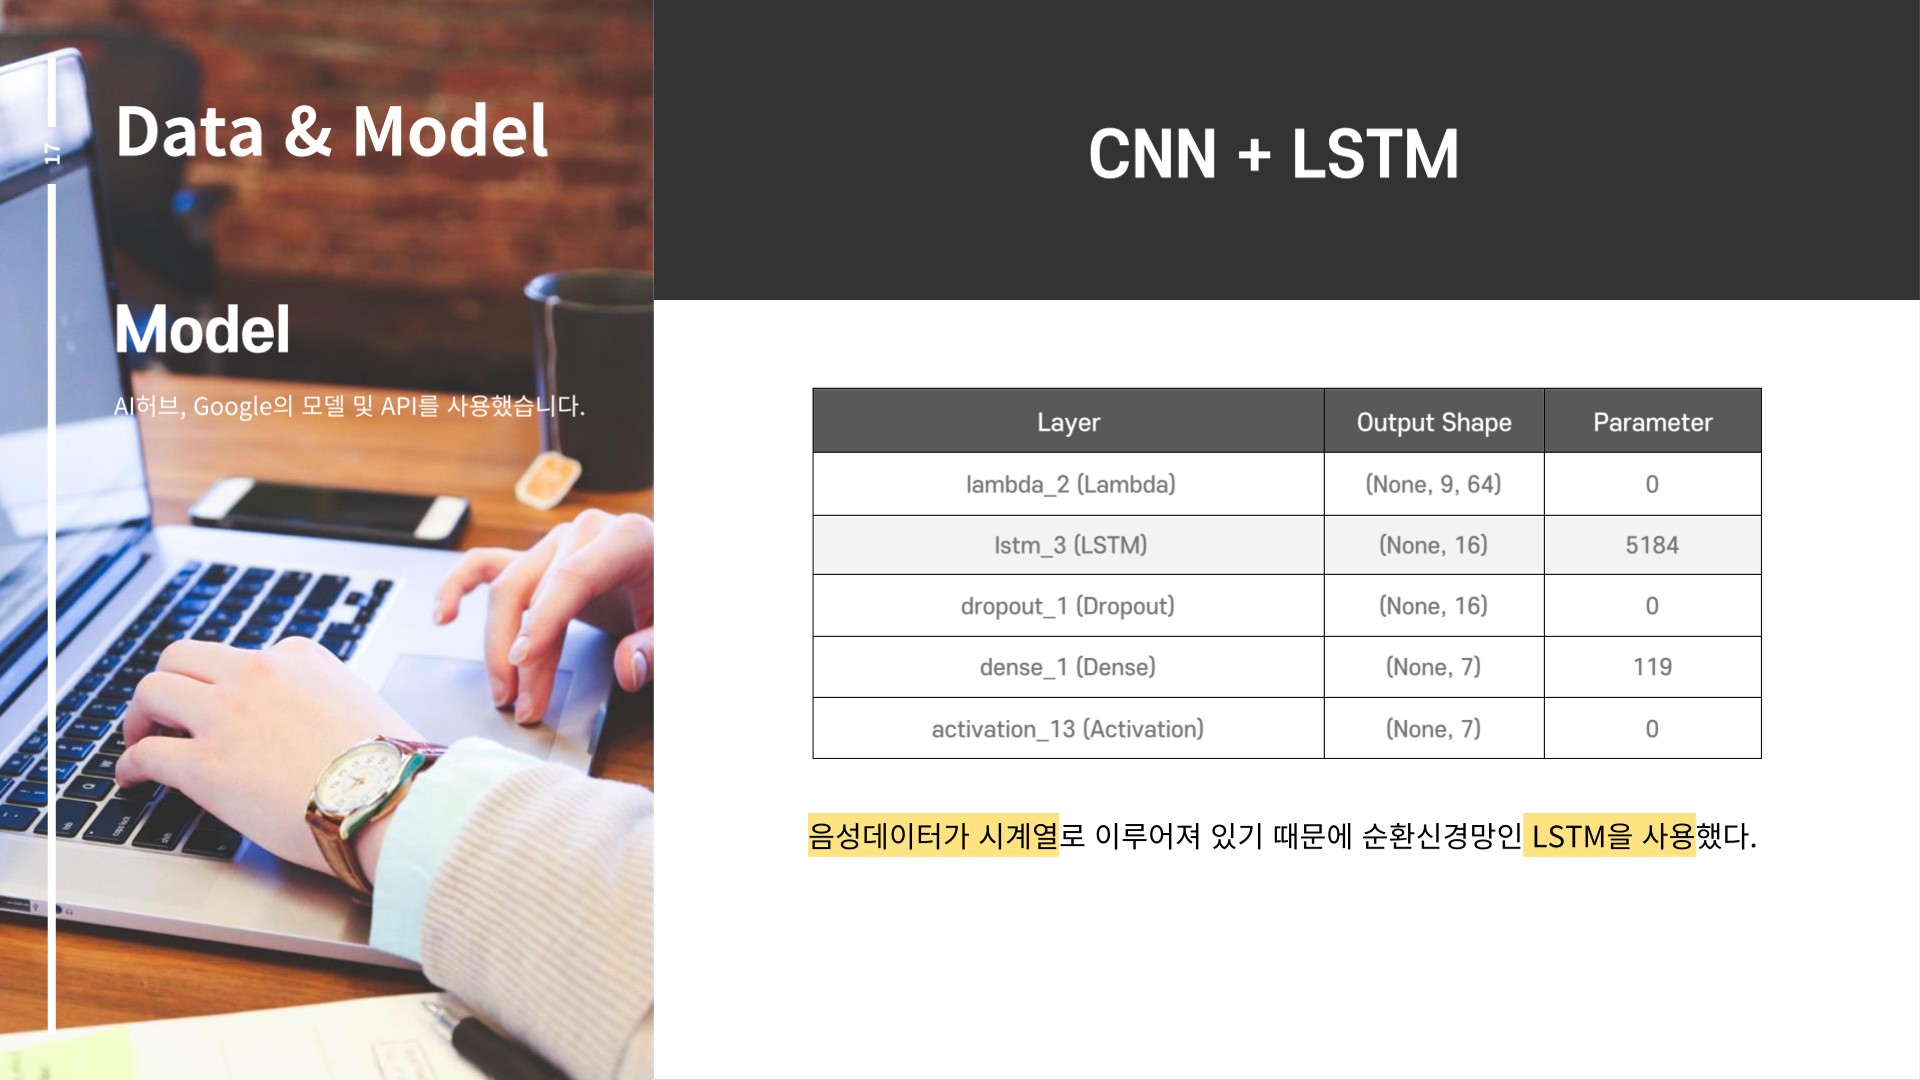 17
Data & Model
Model
AI허브, Google의 모델 및 API를 사용했습니다.
CNN + LSTM
Layer Output Shape Parameter
lambda_2 (Lambda) (None, 9, 64) 0
lstm_3 (LSTM) (None, 16) 5184
dropout_1 (Dropout) (None, 16) 0
dense_1 (Dense) (None, 7) 119
activation_13 (Activation) (None, 7) 0
음성데이터가 시계열로 이루어져 있기 때문에 순환신경망인 LSTM을 사용했다.